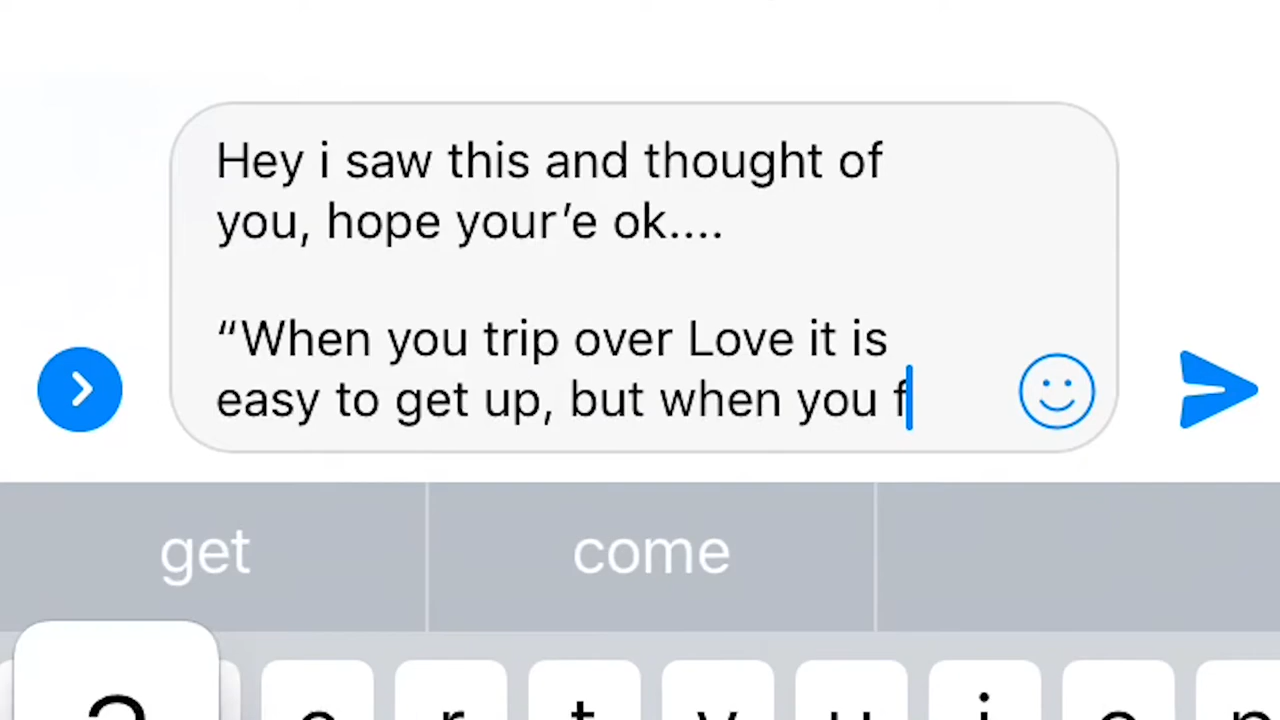 Hey i saw this and thought of
you, hope your’e ok....
“When you trip over Love it is
easy to get up, but when you f
get come
e r t y u i o p